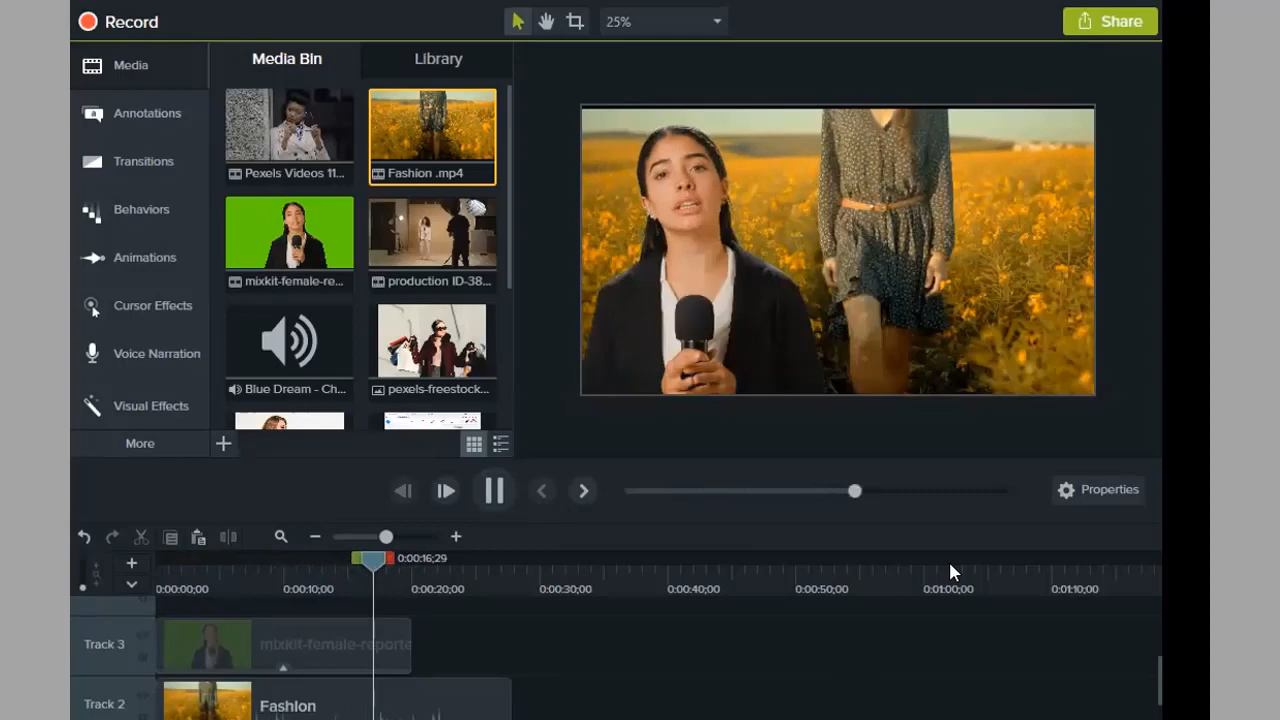 Record
25%
Share
Media
Media Bin
Library
Annotations
Transitions
Behaviors
Animations
Cursor Effects
Voice Narration
Visual Effects
More
Pexels Videos 11...
Fashion .mp4
mixkit-female-re...
production ID-38...
Blue Dream - Ch...
pexels-freestock...
Properties
0:00:16;29
0:00:00;00
0:00:10;00
0:00:20;00
0:00:30;00
0:00:40;00
0:00:50;00
0:01:00;00
0:01:10;00
Track 3
mixkit-female-reporte
Track 2
Fashion